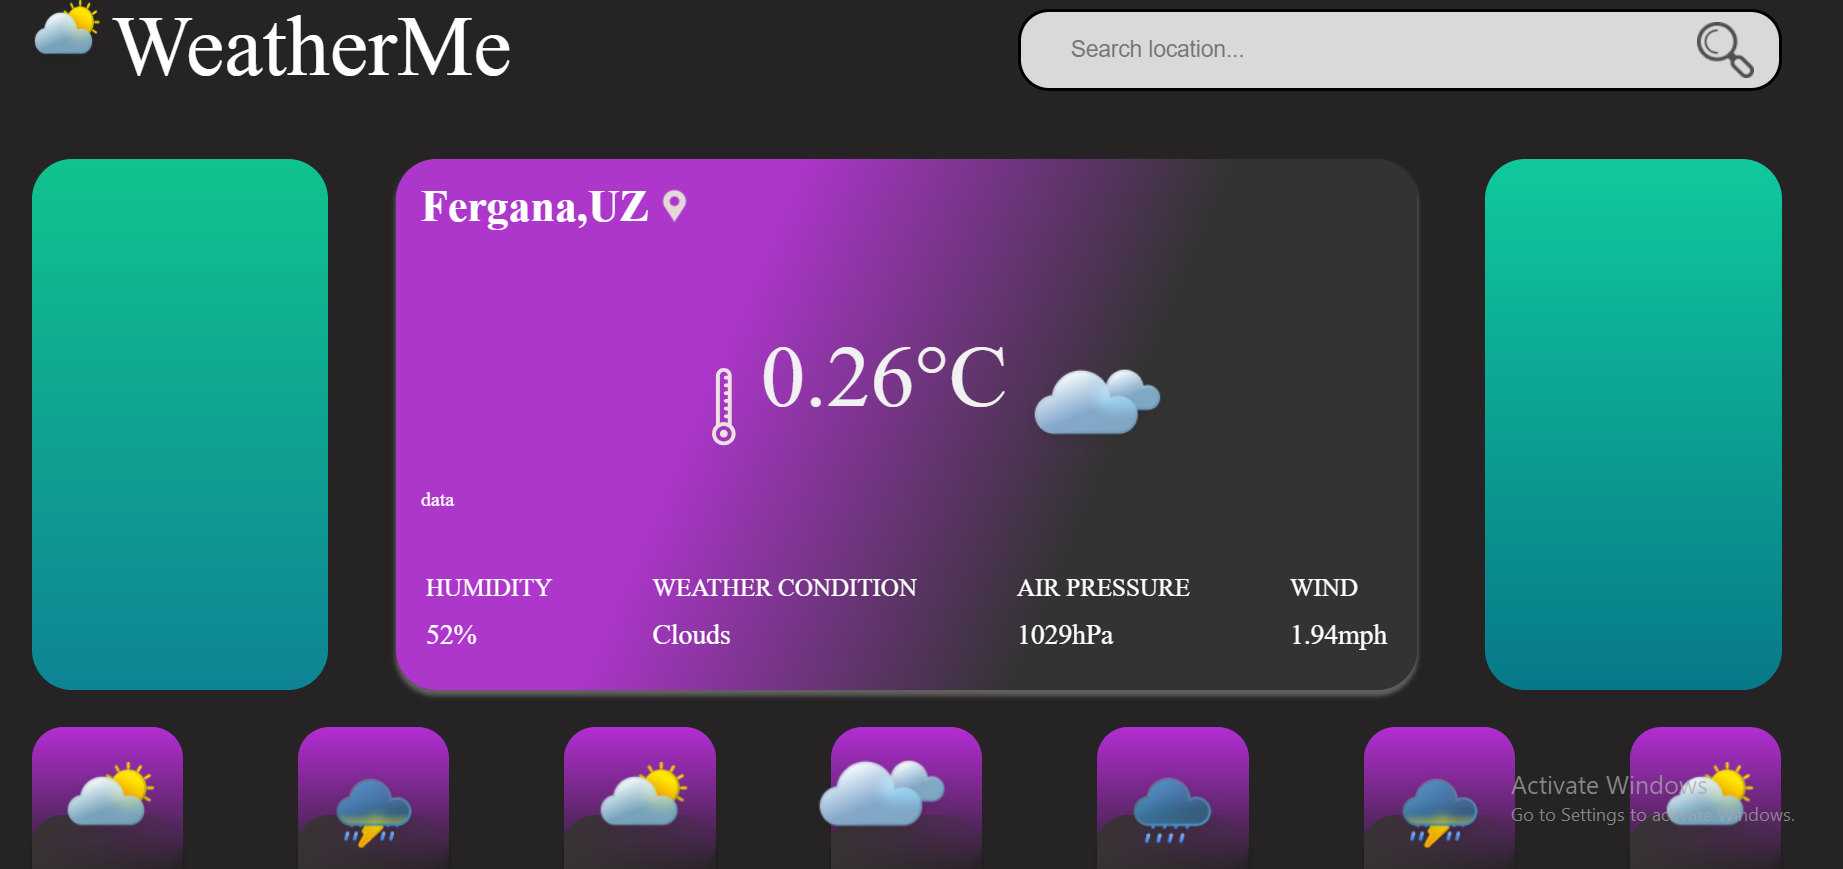 WeatherMe
Search location...
Fergana,UZ
0.26°C
data
HUMIDITY WEATHER CONDITION AIR PRESSURE WIND
52% Clouds 1029hPa 1.94mph
Activate Windows
Go to Settings to activate Windows.